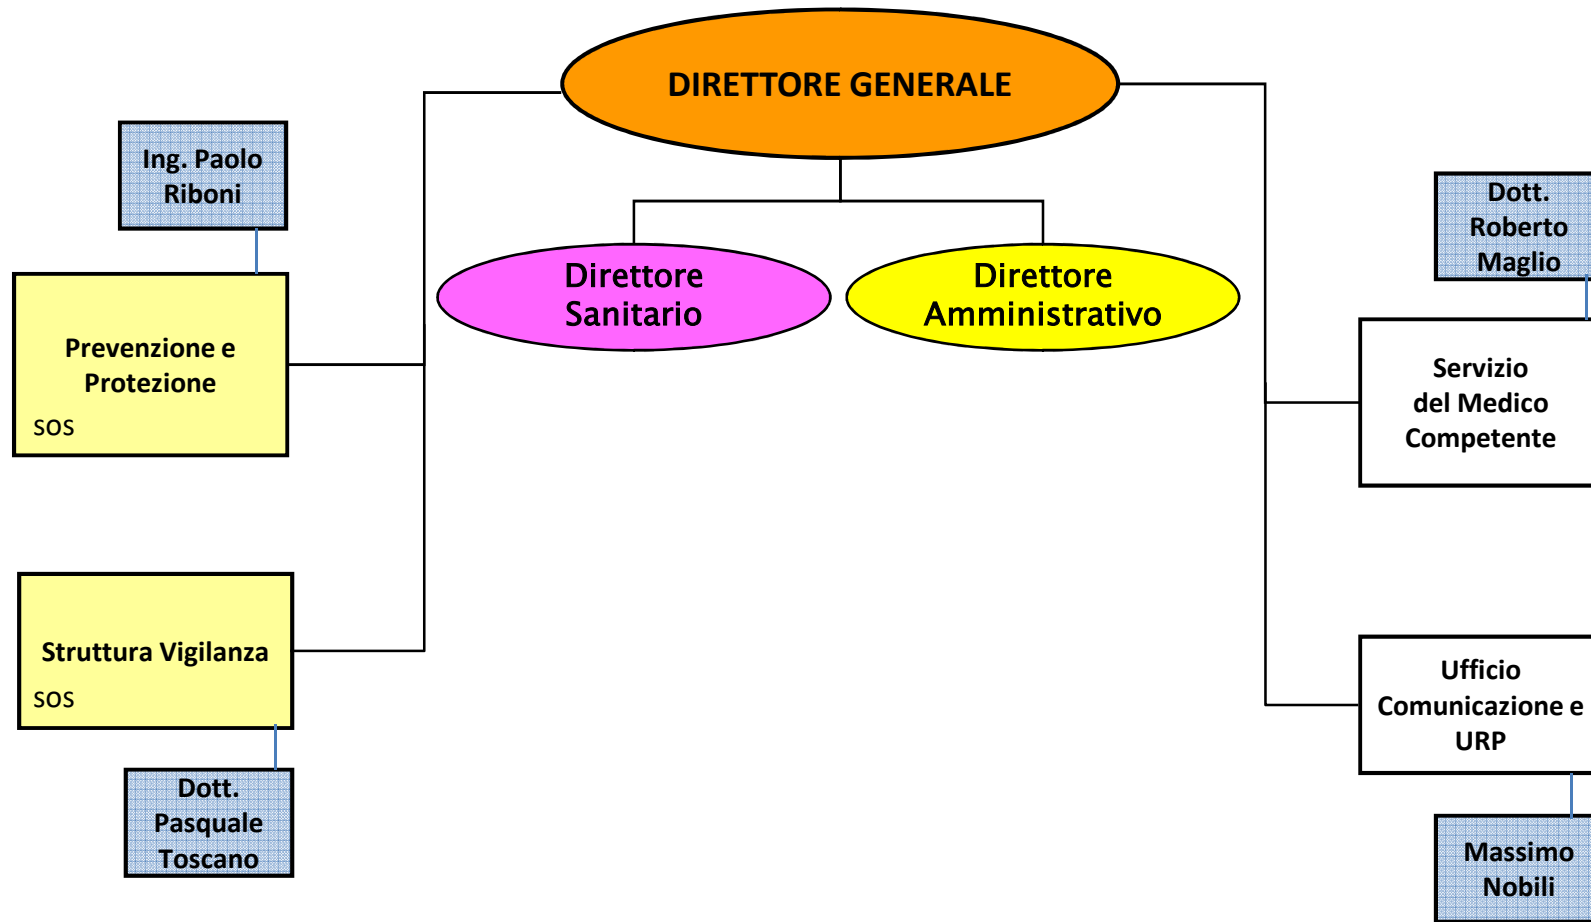 DIRETTORE GENERALE
Ing. Paolo
Riboni
Dott.
Roberto
Maglio
Direttore
Sanitario
Direttore
Amministrativo
Prevenzione e
Protezione
SOS
Servizio
del Medico
Competente
Struttura Vigilanza
SOS
Ufficio
Comunicazione e
URP
Dott.
Pasquale
Toscano
Massimo
Nobili